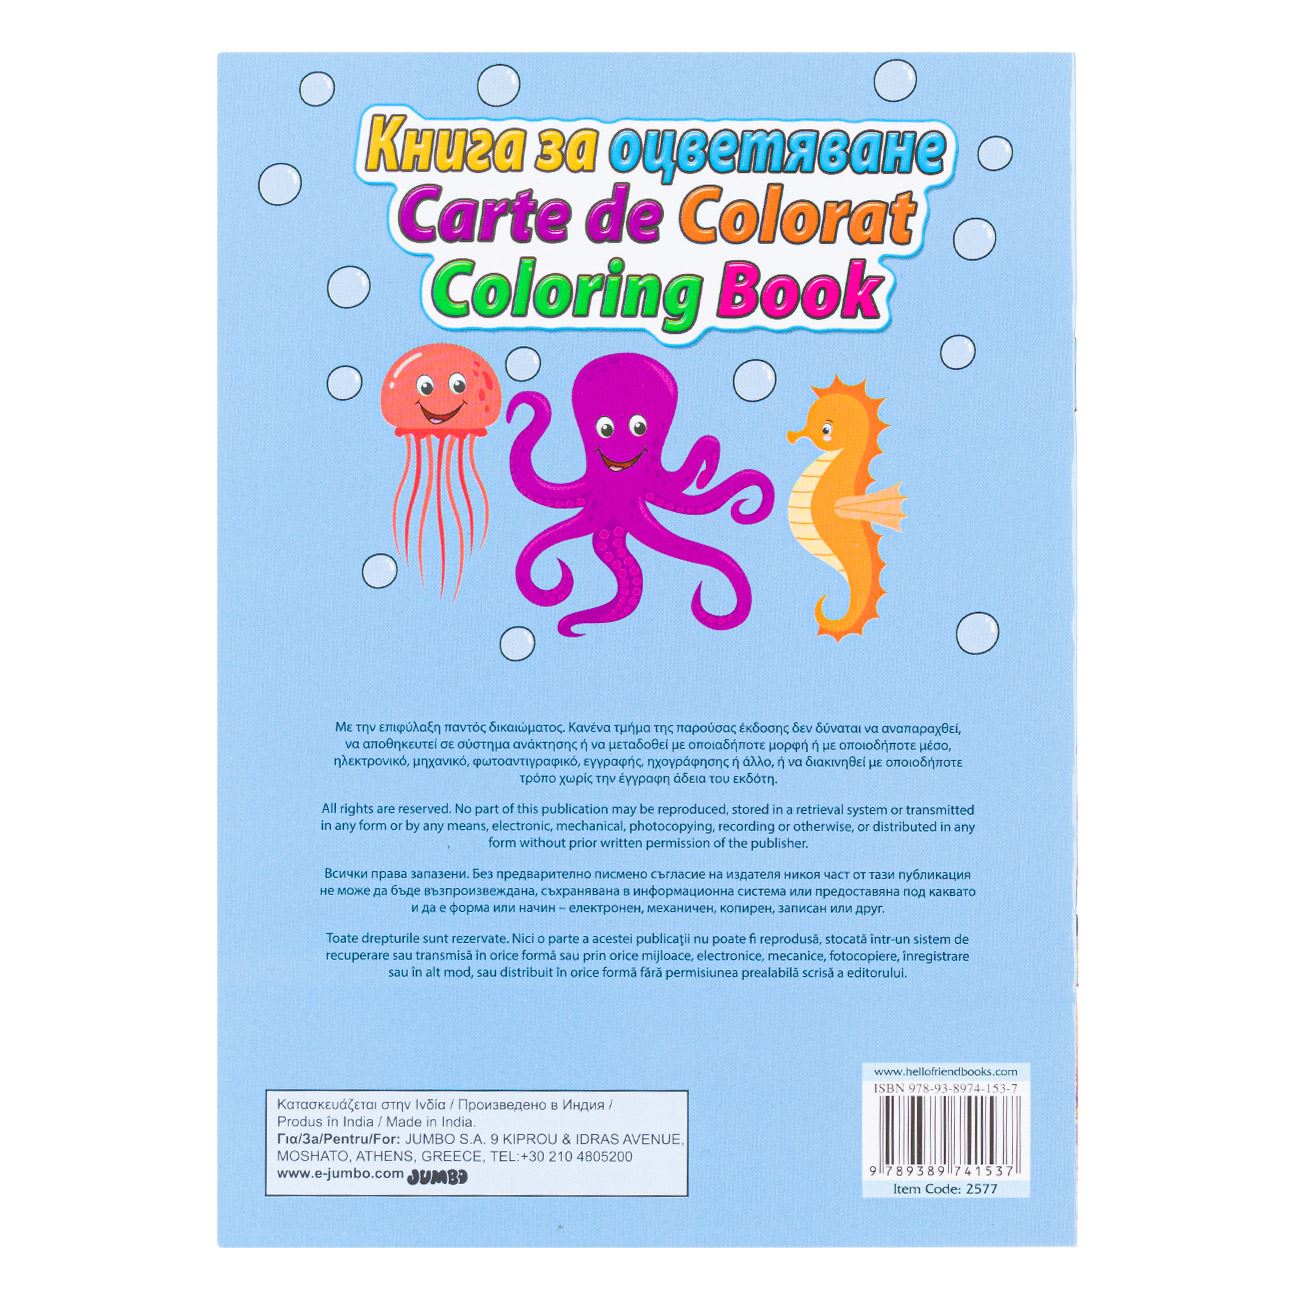 Книга за оцветяване
Carte de Colorat
Coloring Book
Με την επιφύλαξη παντός δικαιώματος. Κανένα τμήμα της παρούσας έκδοσης δεν δύναται να αναπαραχθεί,
να αποθηκευτεί σε σύστημα ανάκτησης ή να μεταδοθεί με οποιαδήποτε μορφή ή με οποιοδήποτε μέσο,
ηλεκτρονικό, μηχανικό, φωτοαντιγραφικό, εγγραφής, ηχογράφησης ή άλλο, ή να διακινηθεί με οποιοδήποτε
τρόπο χωρίς την έγγραφη άδεια του εκδότη.
All rights are reserved. No part of this publication may be reproduced, stored in a retrieval system or transmitted
in any form or by any means, electronic, mechanical, photocopying, recording or otherwise, or distributed in any
form without prior written permission of the publisher.
Всички права запазени. Без предварително писмено съгласие на издателя никоя част от тази публикация
не може да бъде възпроизвеждана, съхранявана в информационна система или предоставяна под каквато
и да е форма или начин – електронен, механичен, копирен, записан или друг.
Toate drepturile sunt rezervate. Nici o parte a acestei publicaţii nu poate fi reprodusă, stocată într-un sistem de
recuperare sau transmisă în orice formă sau prin orice mijloace, electronice, mecanice, fotocopiere, înregistrare
sau în alt mod, sau distribuit în orice formă fără permisiunea prealabilă scrisă a editorului.
Κατασκευάζεται στην Ινδία / Произведено в Индия /
Produs în India / Made in India.
Για/За/Pentru/For: JUMBO S.A. 9 KIPROU & IDRAS AVENUE,
MOSHATO, ATHENS, GREECE, TEL:+30 210 4805200
www.e-jumbo.com JUMBO
www.hellofriendbooks.com
ISBN 978-93-8974-153-7
9 789389 741537
Item Code: 2577